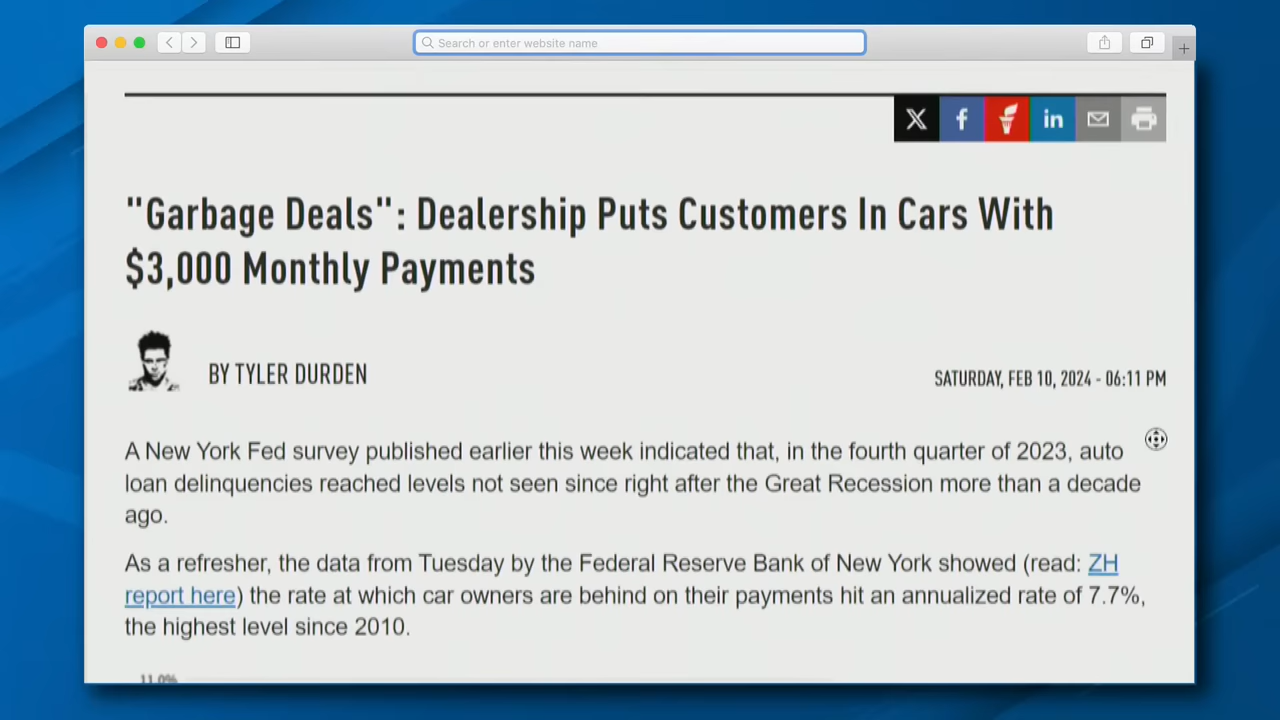 Search or enter website name
"Garbage Deals": Dealership Puts Customers In Cars With
$3,000 Monthly Payments
BY TYLER DURDEN
SATURDAY, FEB 10, 2024 - 06:11 PM
A New York Fed survey published earlier this week indicated that, in the fourth quarter of 2023, auto
loan delinquencies reached levels not seen since right after the Great Recession more than a decade
ago.
As a refresher, the data from Tuesday by the Federal Reserve Bank of New York showed (read: ZH
report here) the rate at which car owners are behind on their payments hit an annualized rate of 7.7%,
the highest level since 2010.
11.0%